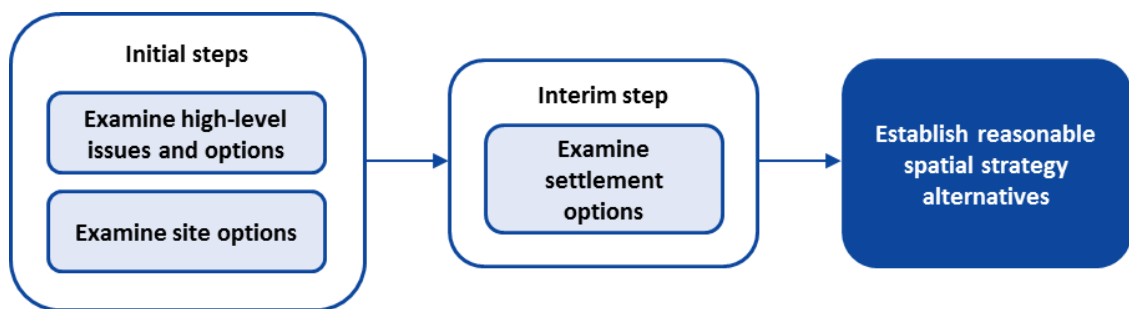 Initial steps
Examine high-level
issues and options
Examine site options
Interim step
Examine
settlement
options
Establish reasonable
spatial strategy
alternatives